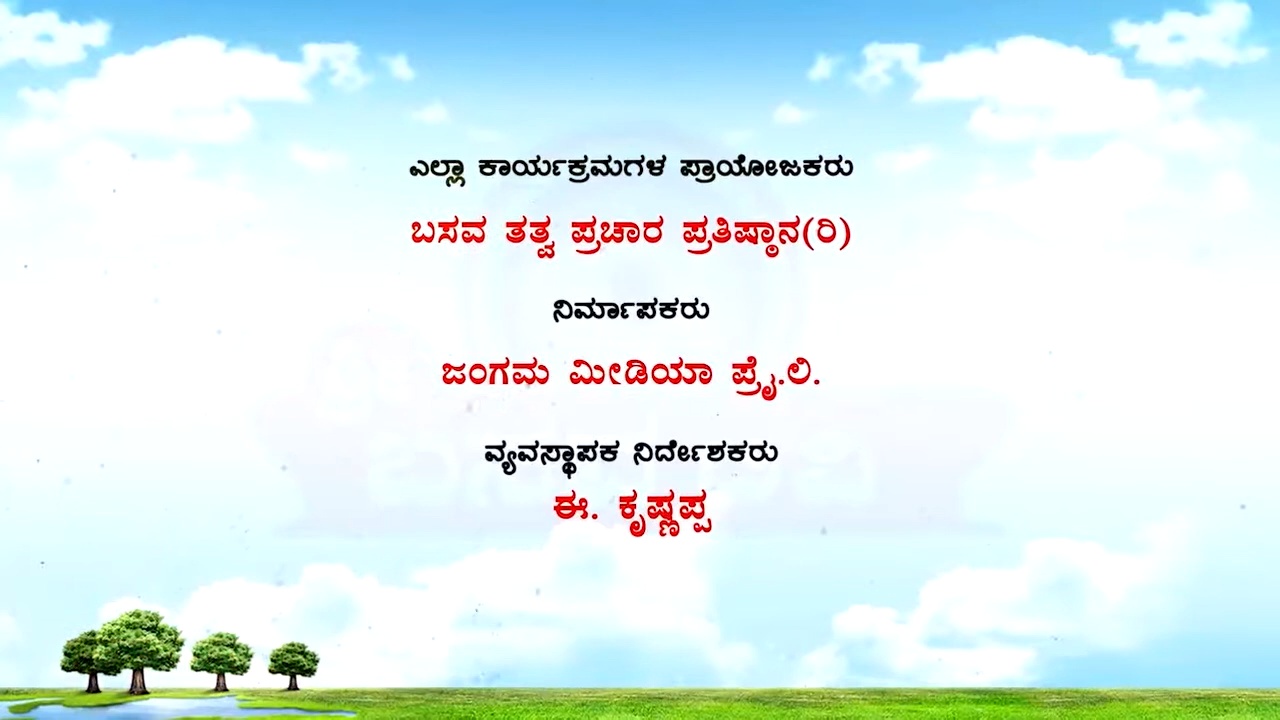 ಎಲ್ಲಾ ಕಾರ್ಯಕ್ರಮಗಳ ಪ್ರಾಯೋಜಕರು
ಬಸವ ತತ್ವ ಪ್ರಚಾರ ಪ್ರತಿಷ್ಠಾನ(ರಿ)
ನಿರ್ಮಾಪಕರು
ಜಂಗಮ ಮೀಡಿಯಾ ಪ್ರೈ.ಲಿ.
ವ್ಯವಸ್ಥಾಪಕ ನಿರ್ದೇಶಕರು
ಈ. ಕೃಷ್ಣಪ್ಪ